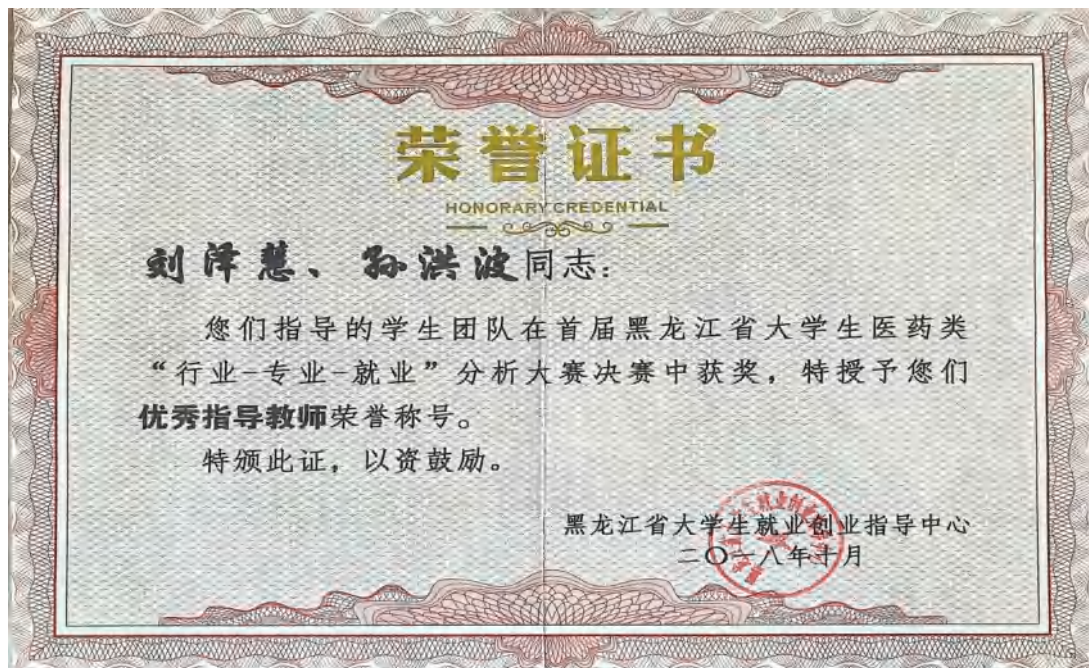 荣誉证书
HONORARY CREDENTIAL
刘泽慧、孙洪波同志:
您们指导的学生团队在首届黑龙江省大学生医药类
“行业-专业-就业”分析大赛决赛中获奖,特授予您们
优秀指导教师荣誉称号。
特颁此证,以资鼓励。
黑龙江省大学生就业创业指导中心
二〇一八年十月